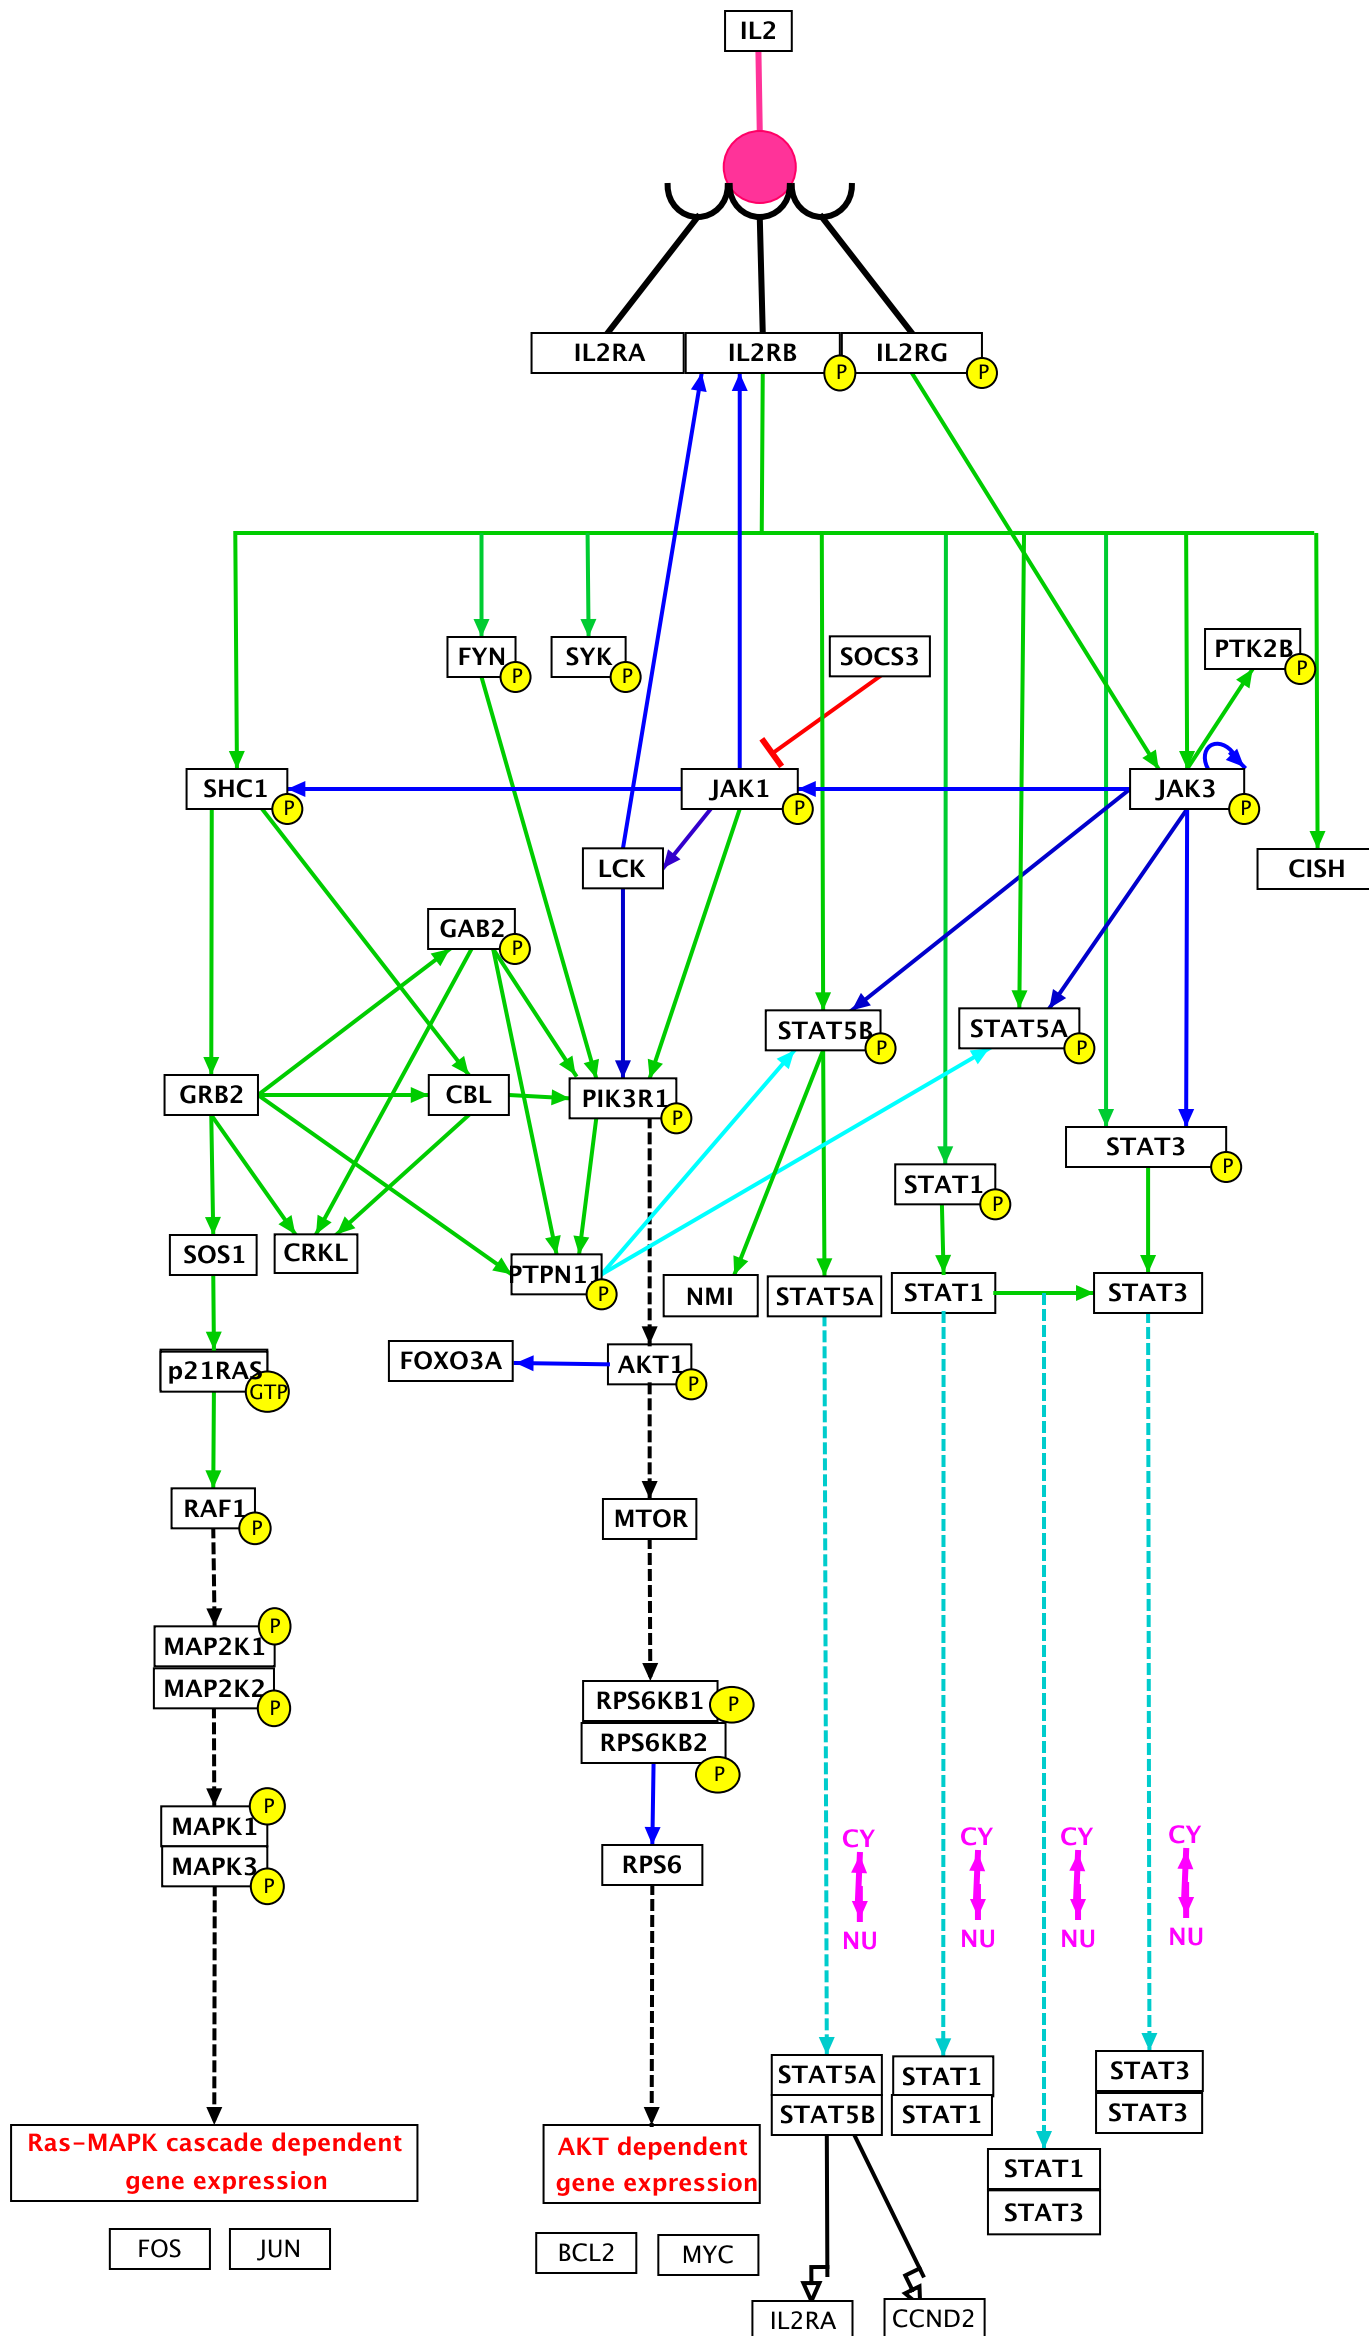 IL2
IL2RA
IL2RB
IL2RG
P
P
FYN
P
SYK
P
SOCS3
PTK2B
P
SHC1
P
JAK1
P
JAK3
P
LCK
CISH
GAB2
P
STAT5B
P
STAT5A
P
GRB2
CBL
PIK3R1
P
STAT3
P
STAT1
P
SOS1
CRKL
PTPN11
P
NMI
STAT5A
STAT1
STAT3
p21RAS
GTP
FOXO3A
AKT1
P
RAF1
P
MTOR
MAP2K1
P
MAP2K2
P
RPS6KB1
P
RPS6KB2
P
MAPK1
P
MAPK3
P
RPS6
CY
CY
CY
CY
NU
NU
NU
NU
STAT5A
STAT5B
STAT1
STAT1
STAT3
STAT3
STAT1
STAT3
Ras-MAPK cascade dependent
gene expression
AKT dependent
gene expression
FOS
JUN
BCL2
MYC
IL2RA
CCND2